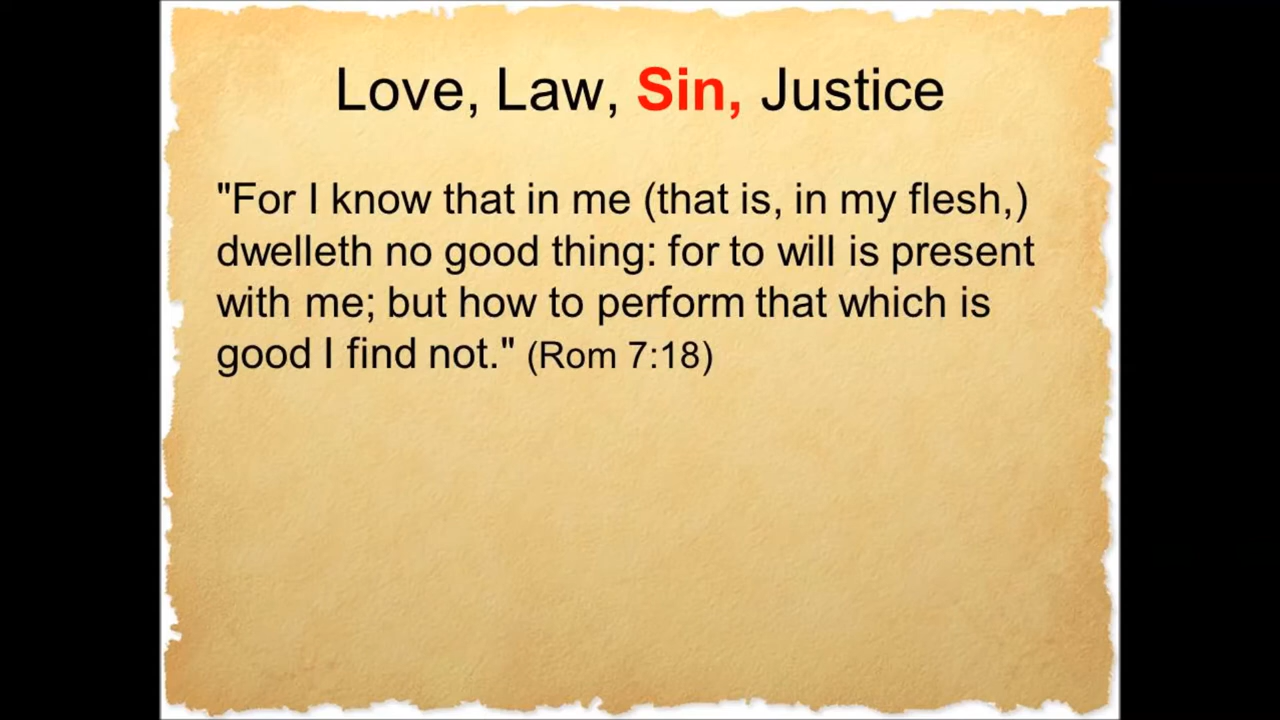 Love, Law, Sin, Justice
"For I know that in me (that is, in my flesh,)
dwelleth no good thing: for to will is present
with me; but how to perform that which is
good I find not." (Rom 7:18)